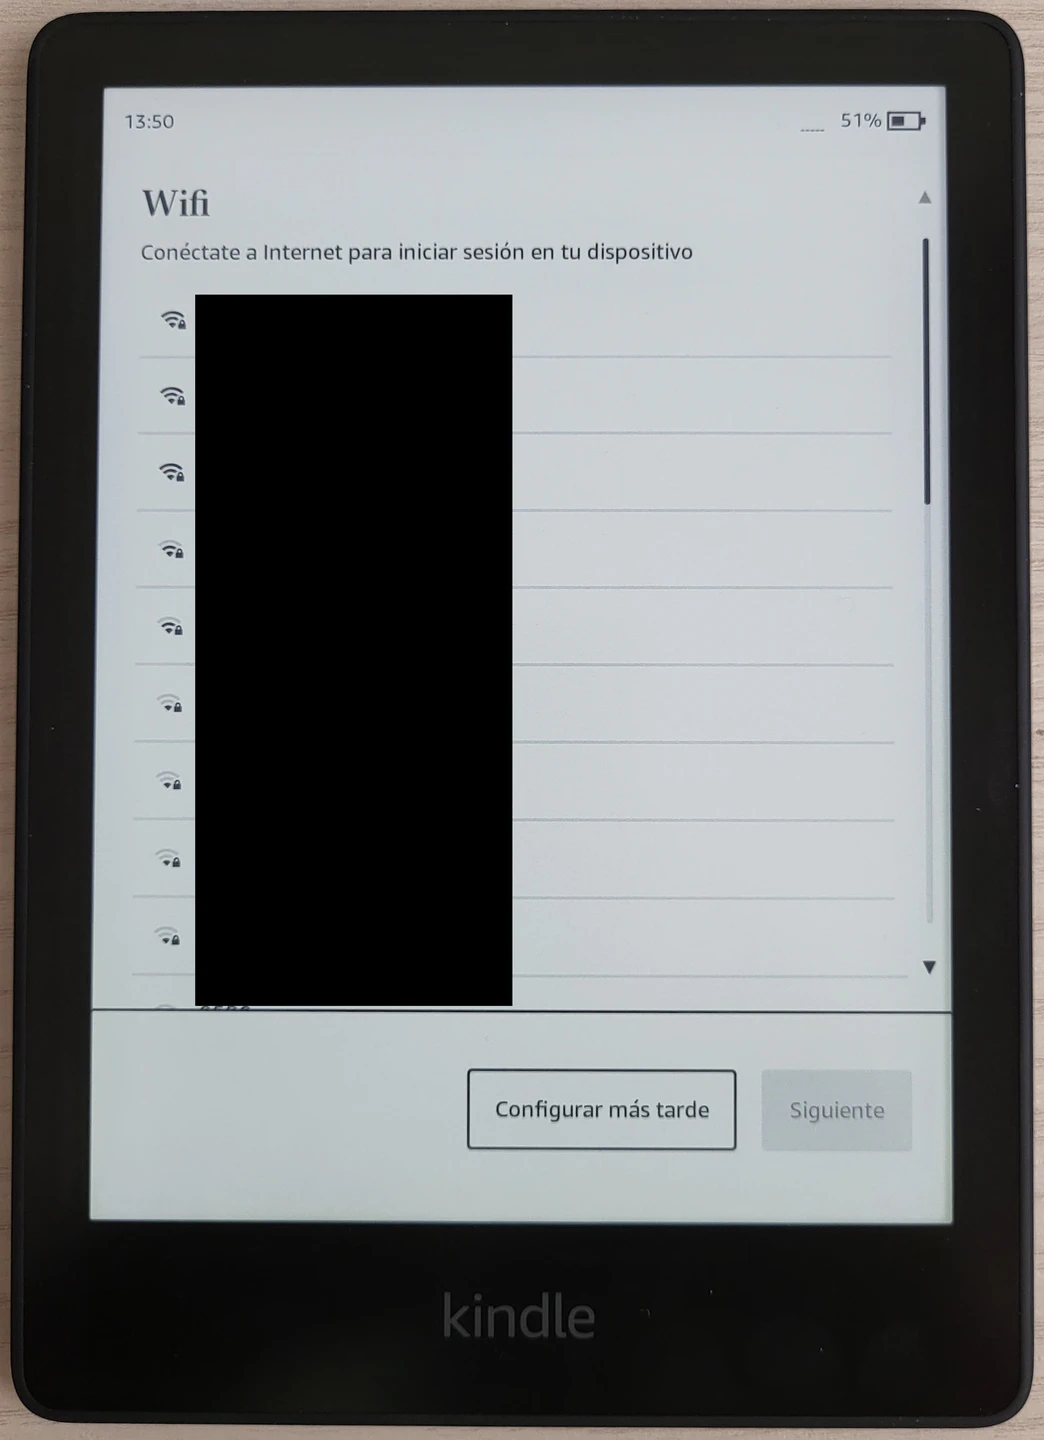 13:50
51%
Wifi
Conéctate a Internet para iniciar sesión en tu dispositivo
Configurar más tarde
Siguiente
kindle